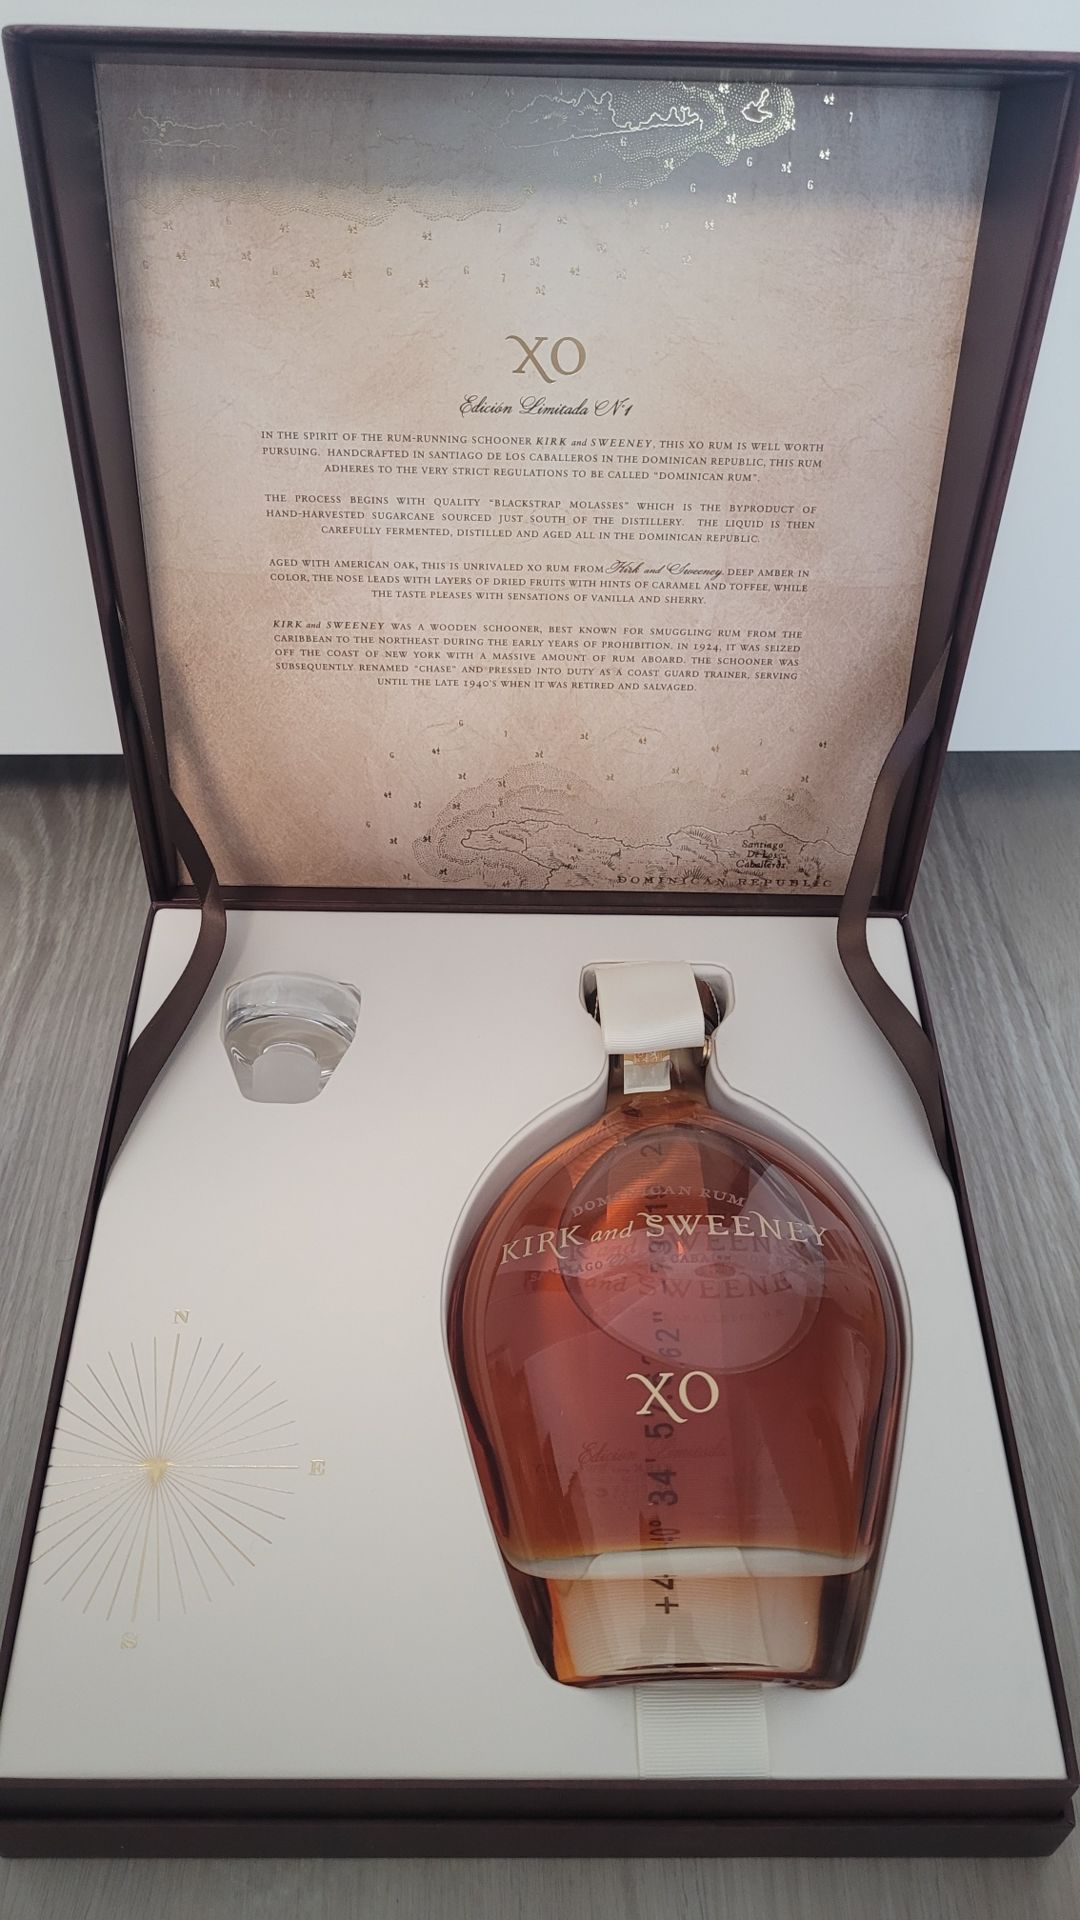 XO
Edición Limitada Nº1
IN THE SPIRIT OF THE RUM-RUNNING SCHOONER KIRK and SWEENEY, THIS XO RUM IS WELL WORTH
PURSUING. HANDCRAFTED IN SANTIAGO DE LOS CABALLEROS IN THE DOMINICAN REPUBLIC, THIS RUM
ADHERES TO THE VERY STRICT REGULATIONS TO BE CALLED "DOMINICAN RUM".
THE PROCESS BEGINS WITH QUALITY "BLACKSTRAP MOLASSES" WHICH IS THE BYPRODUCT OF
HAND-HARVESTED SUGARCANE SOURCED JUST SOUTH OF THE DISTILLERY. THE LIQUID IS THEN
CAREFULLY FERMENTED, DISTILLED AND AGED ALL IN THE DOMINICAN REPUBLIC.
AGED WITH AMERICAN OAK, THIS IS UNRIVALED XO RUM FROM Kirk and Sweeney. DEEP AMBER IN
COLOR, THE NOSE LEADS WITH LAYERS OF DRIED FRUITS WITH HINTS OF CARAMEL AND TOFFEE, WHILE
THE TASTE PLEASES WITH SENSATIONS OF VANILLA AND SHERRY.
KIRK and SWEENEY WAS A WOODEN SCHOONER, BEST KNOWN FOR SMUGGLING RUM FROM THE
CARIBBEAN TO THE NORTHEAST DURING THE EARLY YEARS OF PROHIBITION. IN 1924, IT WAS SEIZED
OFF THE COAST OF NEW YORK WITH A MASSIVE AMOUNT OF RUM ABOARD. THE SCHOONER WAS
SUBSEQUENTLY RENAMED "CHASE" AND PRESSED INTO DUTY AS A COAST GUARD TRAINER, SERVING
UNTIL THE LATE 1940'S WHEN IT WAS RETIRED AND SALVAGED.
Santiago
De Los
Caballeros
DOMINICAN REPUBLIC
DOMINICAN RUM
KIRK and SWEENEY
XO
N
E
S